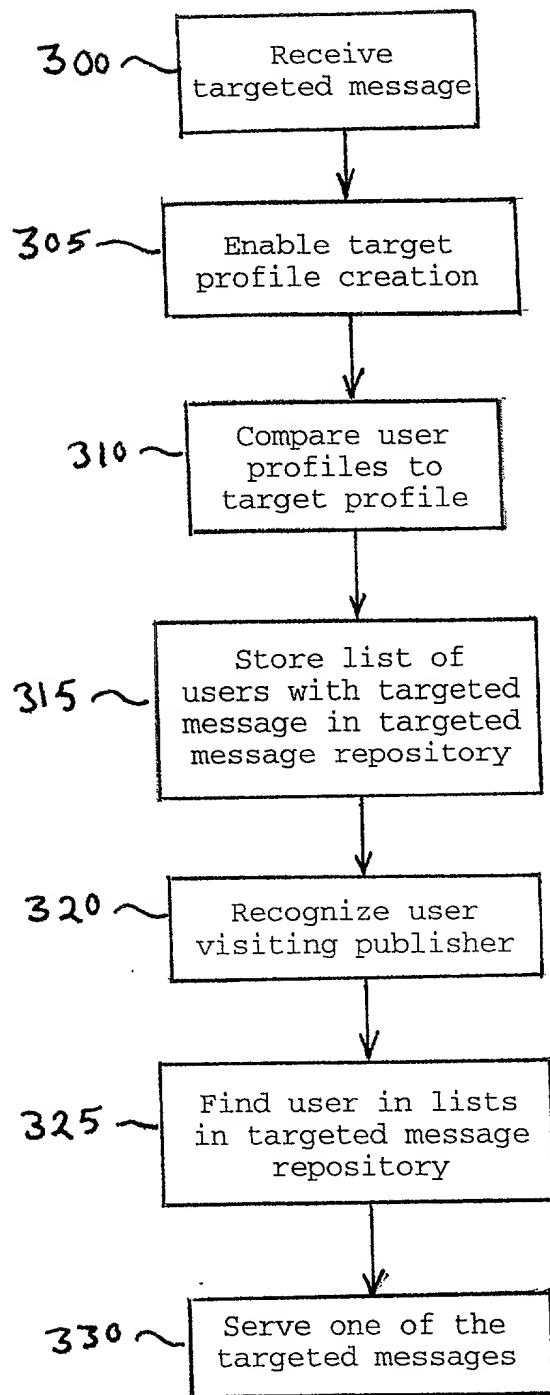 300
Receive
targeted message
305
Enable target
profile creation
310
Compare user
profiles to
target profile
315
Store list of
users with targeted
message in targeted
message repository
320
Recognize user
visiting publisher
325
Find user in lists
in targeted message
repository
330
Serve one of the
targeted messages